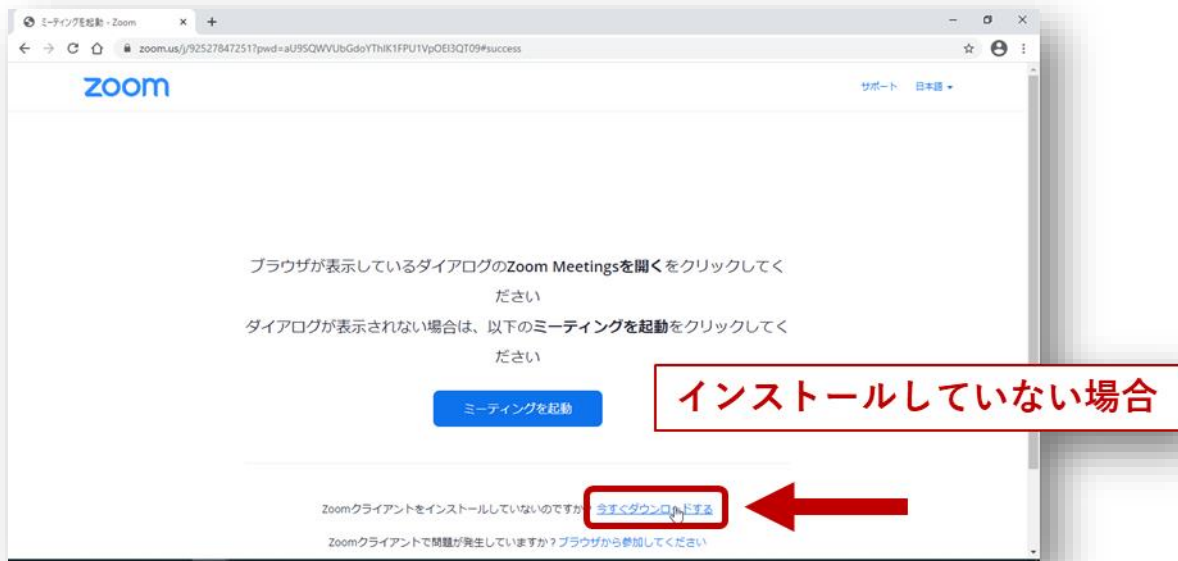 ミーティングを起動 - Zoom
zoom.us/j/92527847251?pwd=aU9SQWVUbGdoYThIK1FPU1VpOEI3QT09#success
zoom
サポート 日本語
ブラウザが表示しているダイアログのZoom Meetingsを開くをクリックしてく
ださい
ダイアログが表示されない場合は、以下のミーティングを起動をクリックしてく
ださい
インストールしていない場合
ミーティングを起動
Zoomクライアントをインストールしていないのですか? 今すぐダウンロードする
Zoomクライアントで問題が発生していますか？ブラウザから参加してください